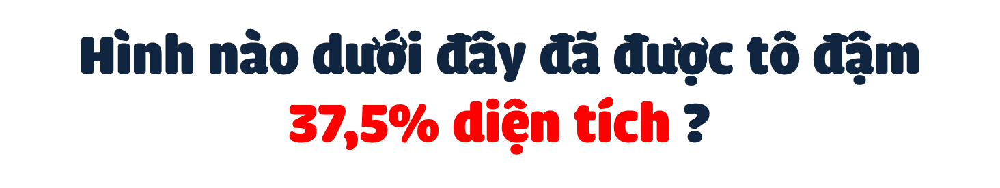 Hình nào dưới đây đã được tô đậm
37,5% diện tích ?